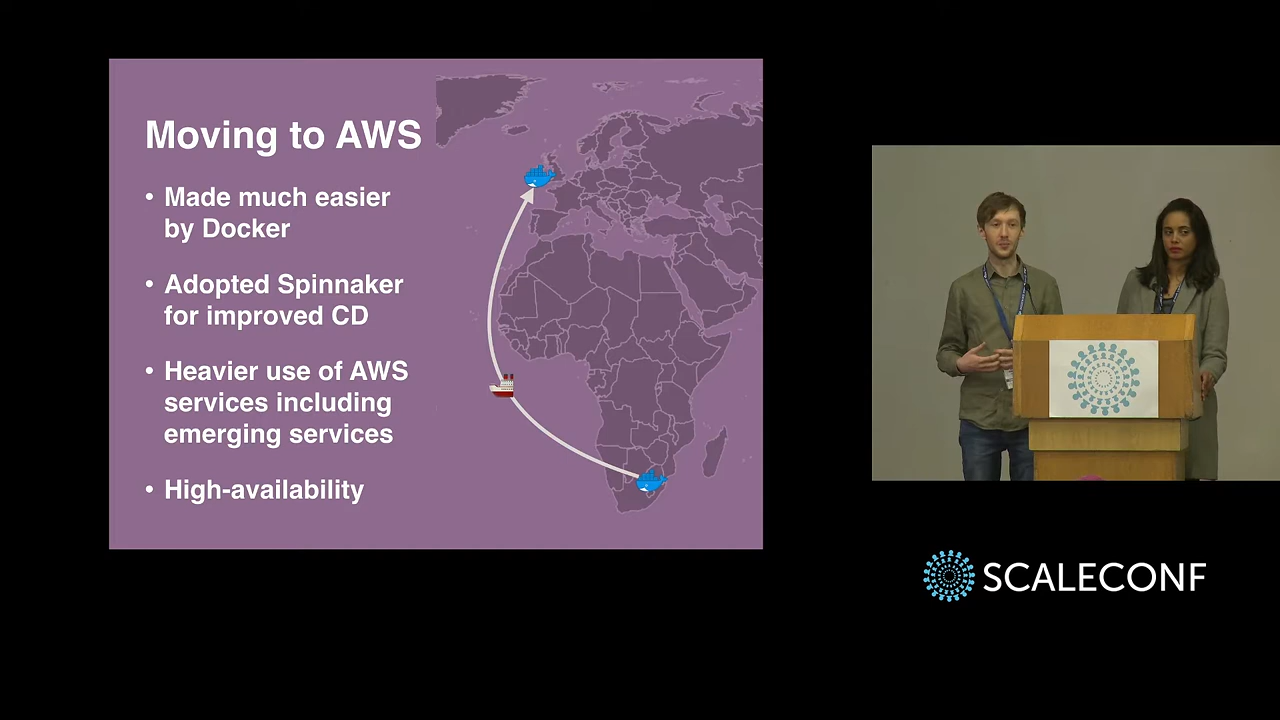 Moving to AWS
• Made much easier
by Docker
• Adopted Spinnaker
for improved CD
• Heavier use of AWS
services including
emerging services
• High-availability
SCALECONF